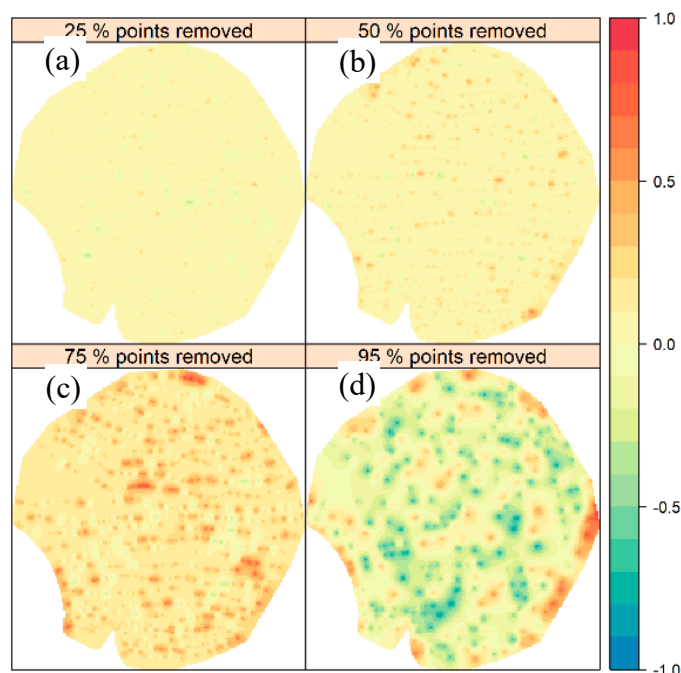 25 % points removed
50 % points removed
(a)
(b)
75 % points removed
95 % points removed
(c)
(d)
1.0
0.5
0.0
-0.5
-1.0